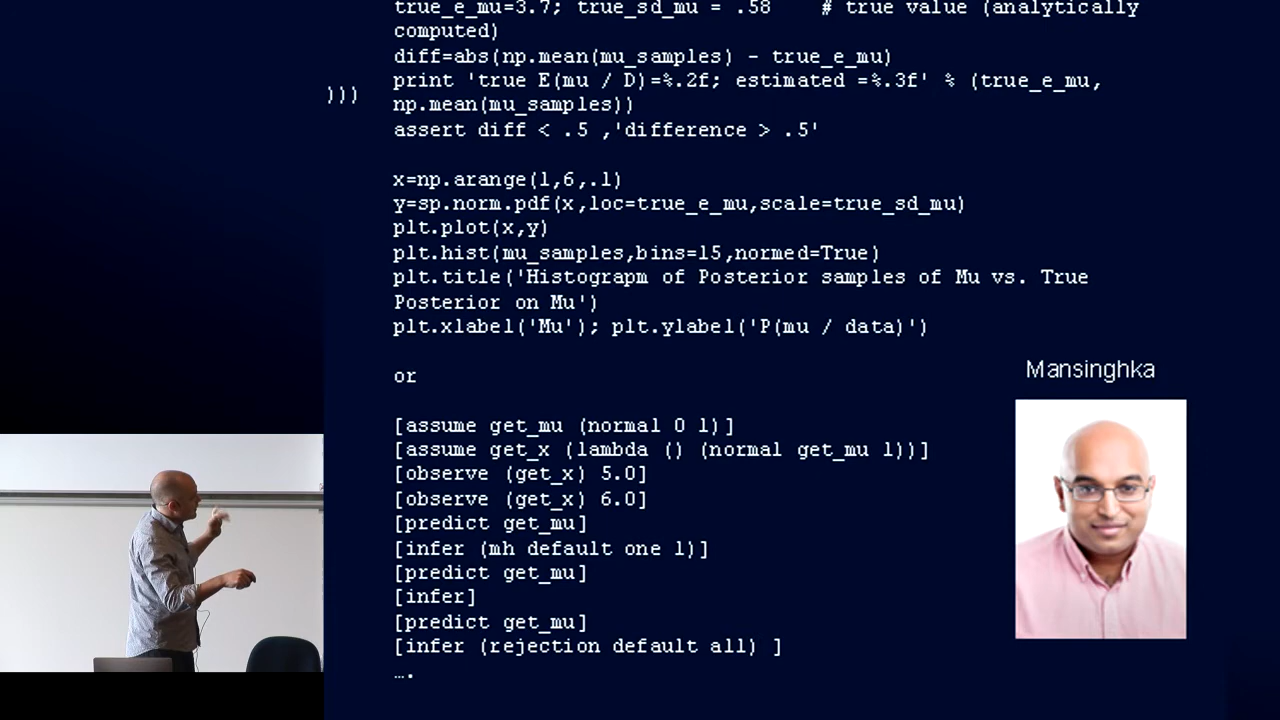 true_e_mu=3.7; true_sd_mu = .58    # true value (analytically
computed)
diff=abs(np.mean(mu_samples) - true_e_mu)
print 'true E(mu / D)=%.2f; estimated =%.3f' % (true_e_mu,
)))
np.mean(mu_samples))
assert diff < .5 ,'difference > .5'
x=np.arange(1,6,.1)
y=sp.norm.pdf(x,loc=true_e_mu,scale=true_sd_mu)
plt.plot(x,y)
plt.hist(mu_samples,bins=15,normed=True)
plt.title('Histograpm of Posterior samples of Mu vs. True
Posterior on Mu')
plt.xlabel('Mu'); plt.ylabel('P(mu / data)')
or
Mansinghka
[assume get_mu (normal 0 1)]
[assume get_x (lambda () (normal get_mu 1))]
[observe (get_x) 5.0]
[observe (get_x) 6.0]
[predict get_mu]
[infer (mh default one 1)]
[predict get_mu]
[infer]
[predict get_mu]
[infer (rejection default all) ]
….